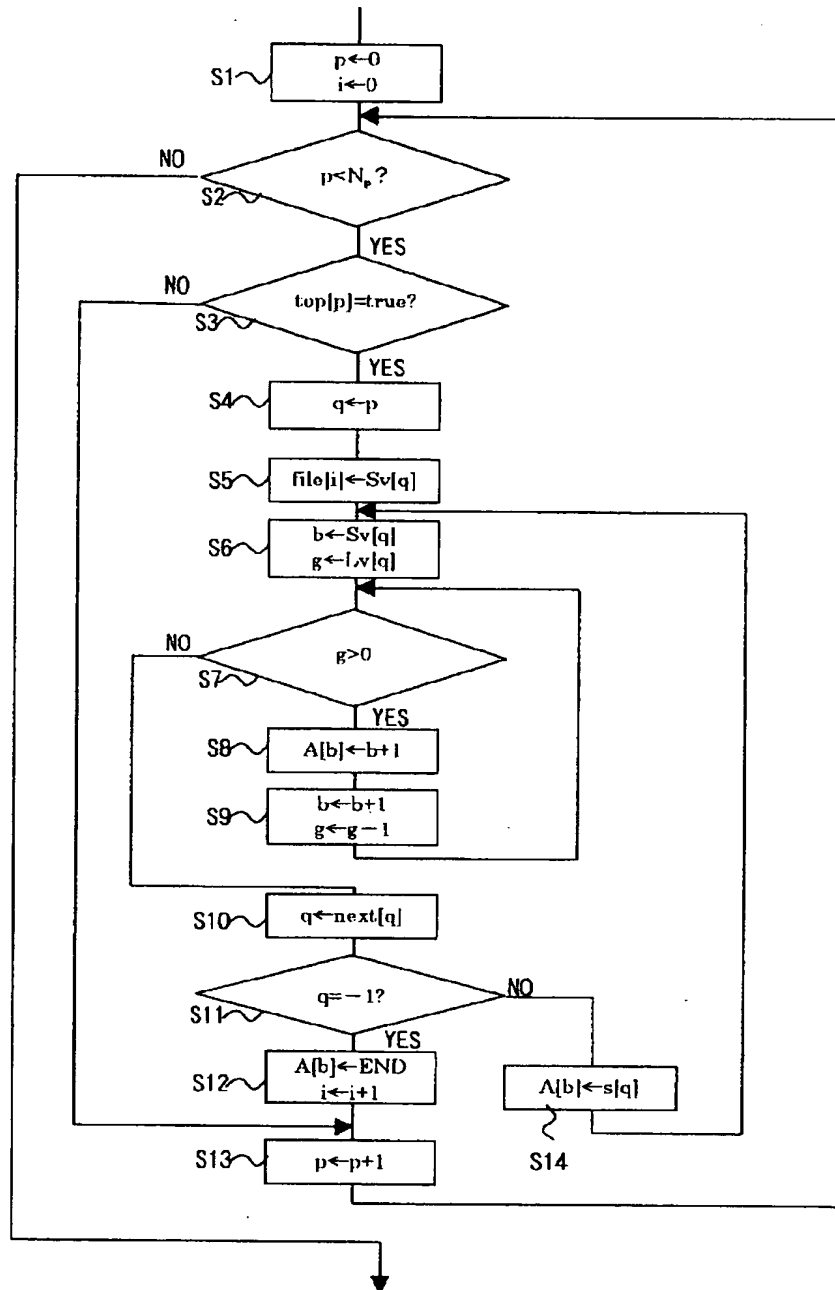 S1
p←0
i←0
NO
p<Np?
S2
YES
NO
top[p]=true?
S3
YES
S4
q←p
S5
file[i]←Sv[q]
S6
b←Sv[q]
g←Lv[q]
NO
g>0
S7
YES
S8
A[b]←b+1
S9
b←b+1
g←g-1
S10
q←next[q]
q=-1?
NO
S11
YES
S12
A[b]←END
i←i+1
A[b]←s[q]
S14
S13
p←p+1